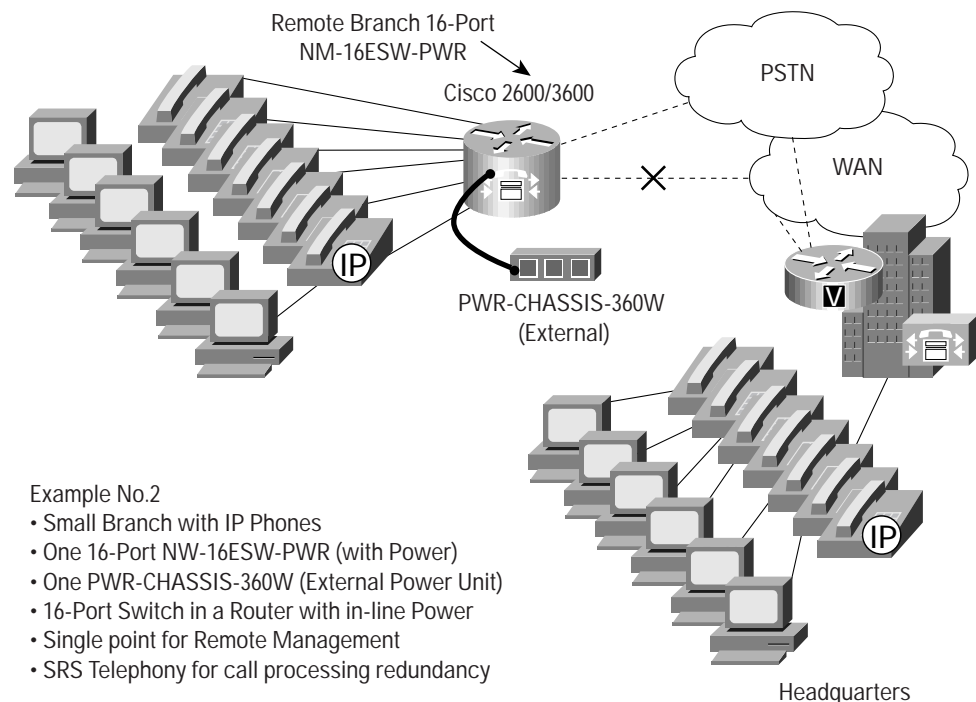 Remote Branch 16-Port
NM-16ESW-PWR
Cisco 2600/3600
PSTN
WAN
IP
PWR-CHASSIS-360W
(External)
V
IP
Example No.2
• Small Branch with IP Phones
• One 16-Port NW-16ESW-PWR (with Power)
• One PWR-CHASSIS-360W (External Power Unit)
• 16-Port Switch in a Router with in-line Power
• Single point for Remote Management
• SRS Telephony for call processing redundancy
Headquarters